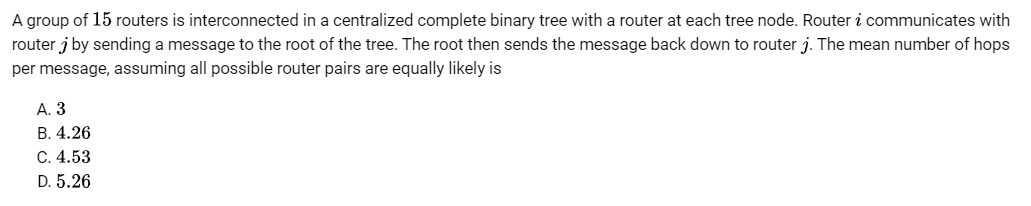 A group of 15 routers is interconnected in a centralized complete binary tree with a router at each tree node. Router i communicates with
router j by sending a message to the root of the tree. The root then sends the message back down to router j. The mean number of hops
per message, assuming all possible router pairs are equally likely is
A. 3
B. 4.26
C. 4.53
D. 5.26